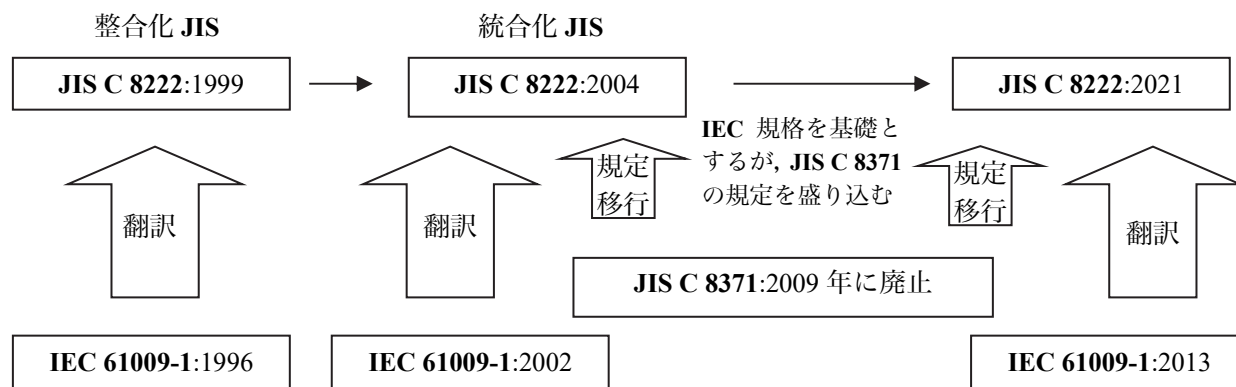 整合化 JIS
統合化 JIS
JIS C 8222:1999
JIS C 8222:2004
JIS C 8222:2021
IEC 規格を基礎と
するが, JIS C 8371
の規定を盛り込む
規定
移行
規定
移行
翻訳
翻訳
翻訳
JIS C 8371:2009 年に廃止
IEC 61009-1:1996
IEC 61009-1:2002
IEC 61009-1:2013